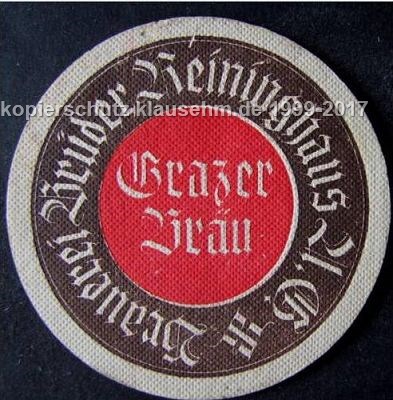 Brauerei Brüder Reininghaus A. G.
Grazer
Bräu
kopierschutz klausehm.de 1999-2017